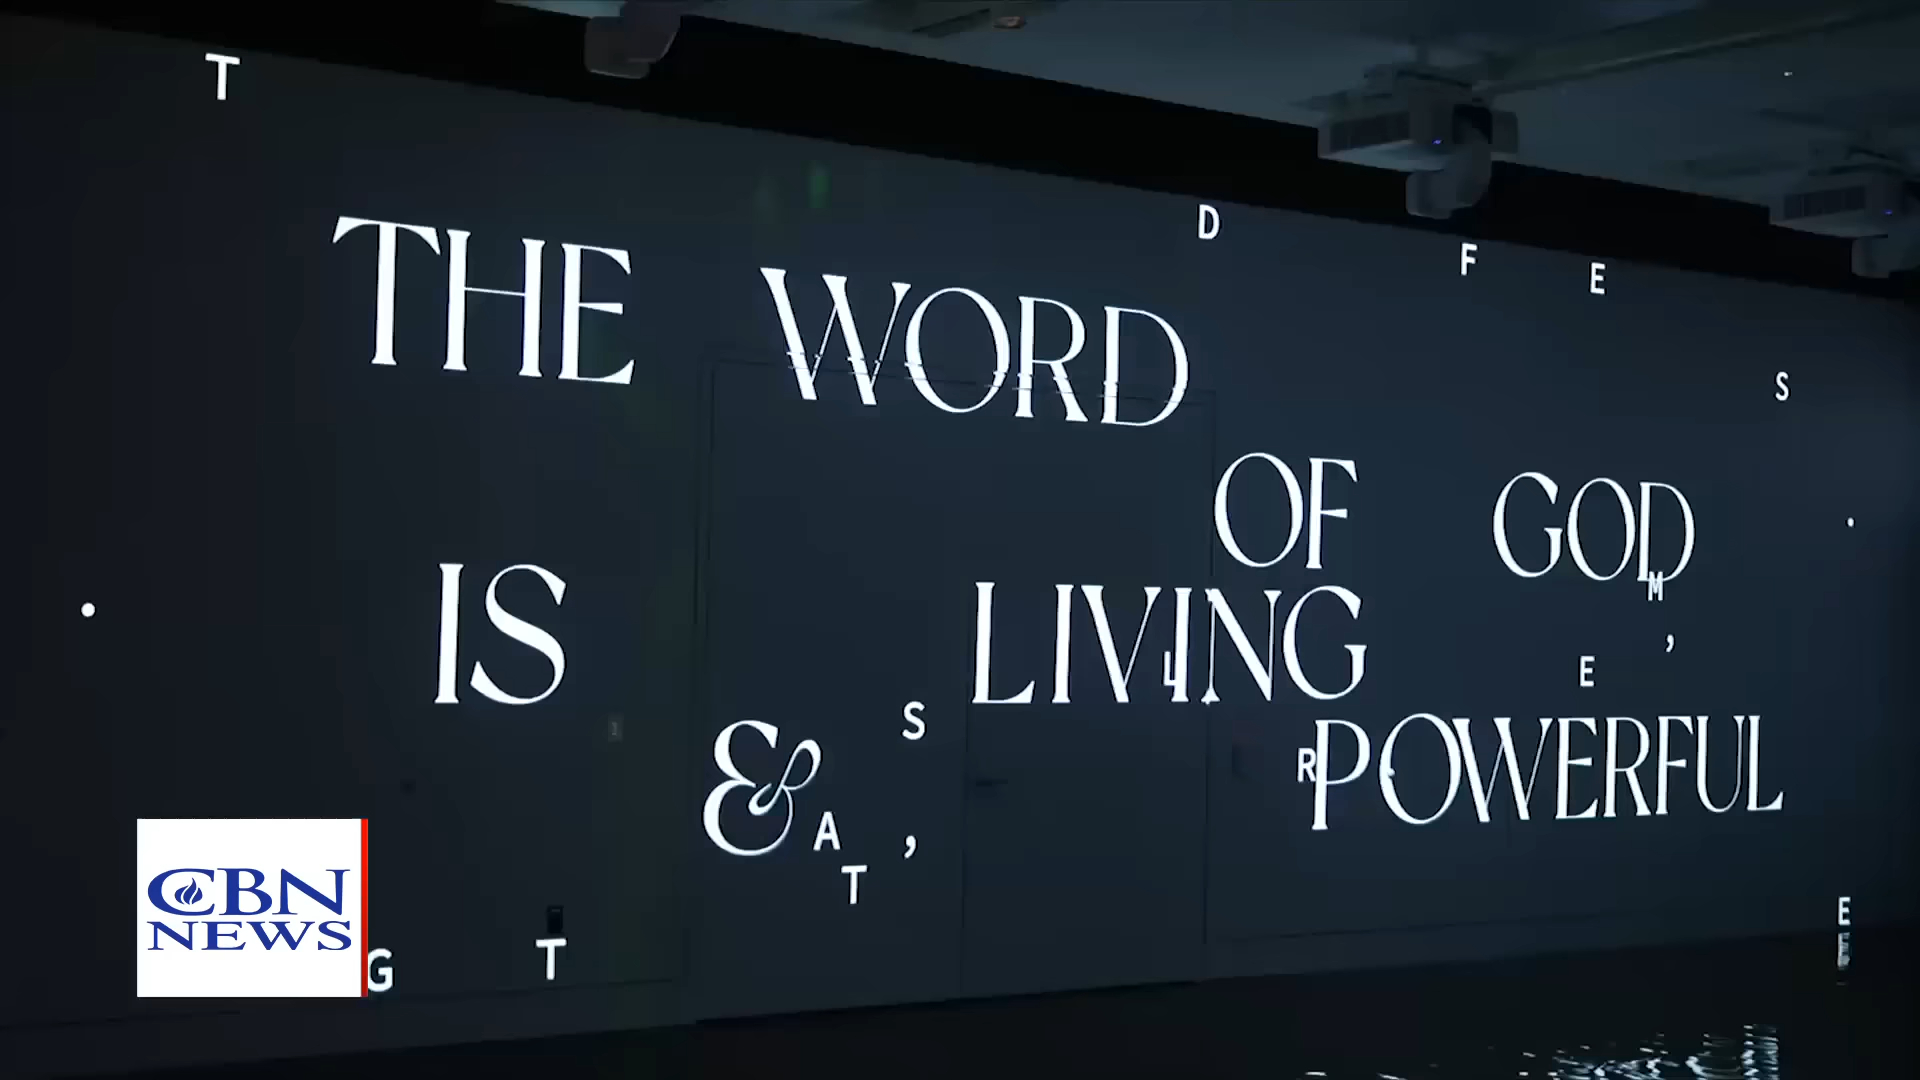 T
D
F
E
THE WORD
S
OF GOD,
M
,
IS LIVING
L
E
S
& POWERFUL
R
A
,
T
CBN
NEWS
G
T
E
E